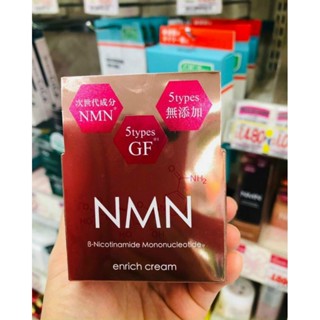 次世代成分
NMN
5types
GF
5types
無添加
NMN
β-Nicotinamide Mononucleotide
enrich cream